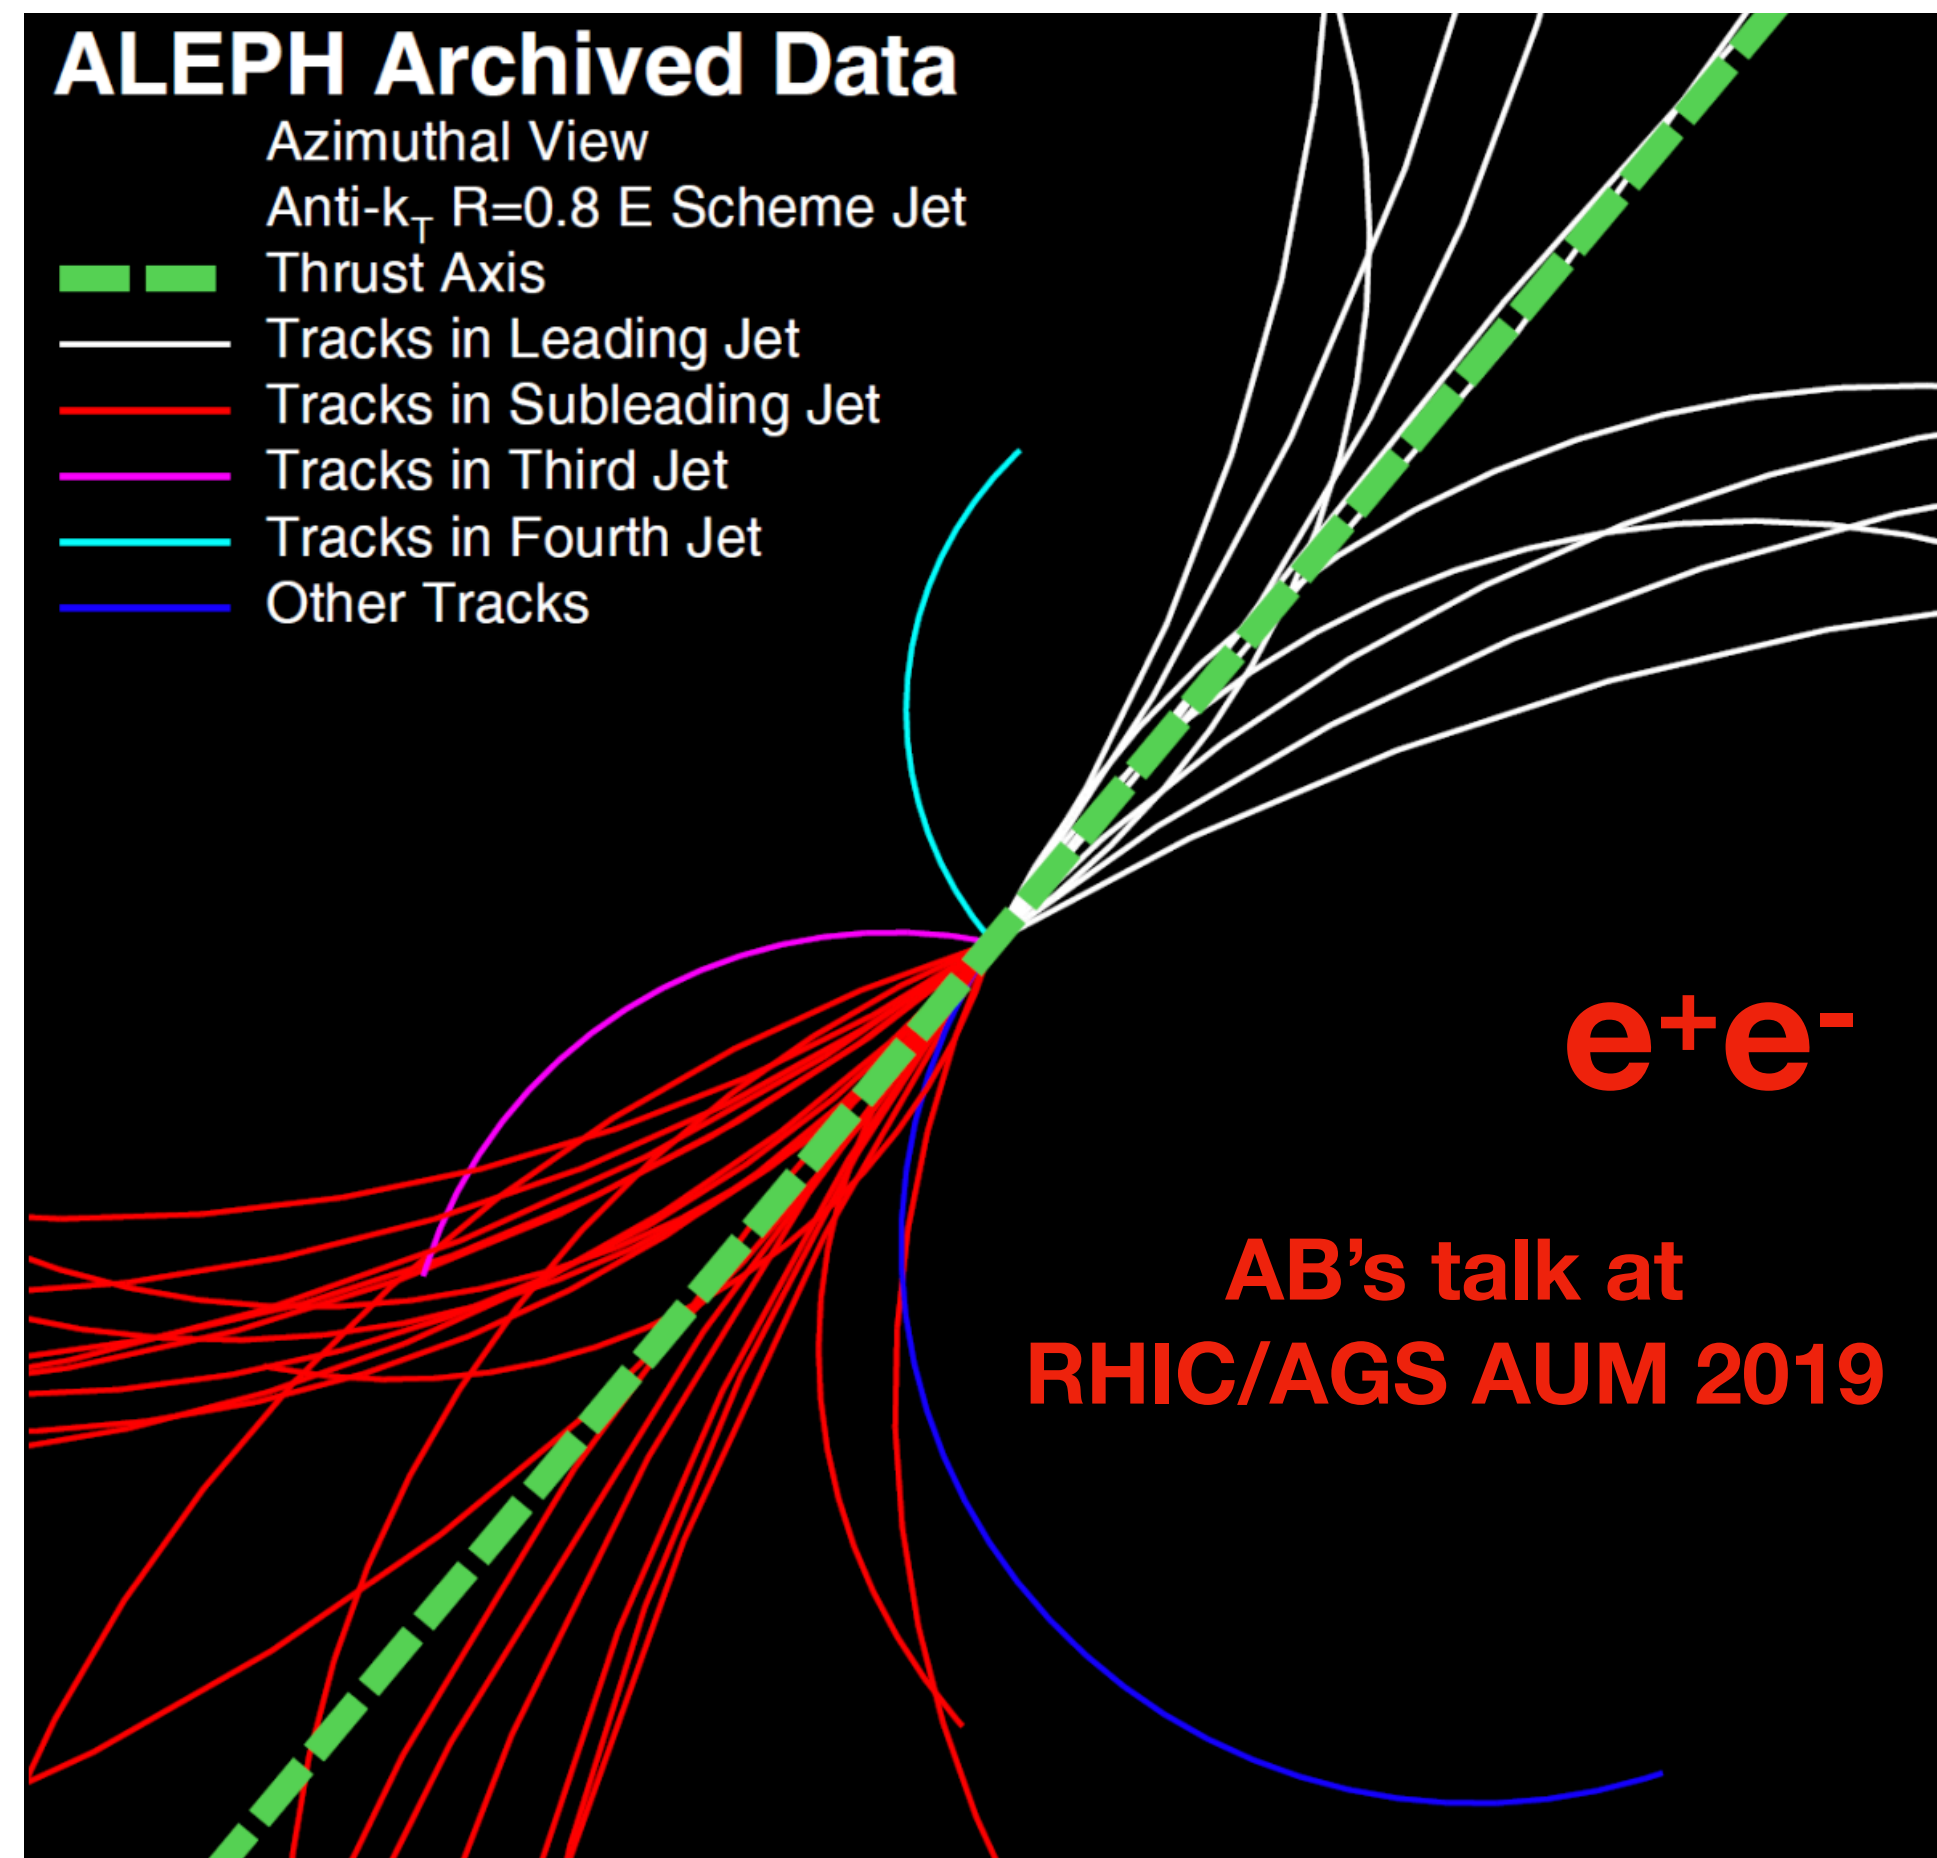 ALEPH Archived Data
Azimuthal View
Anti-kT R=0.8 E Scheme Jet
Thrust Axis
Tracks in Leading Jet
Tracks in Subleading Jet
Tracks in Third Jet
Tracks in Fourth Jet
Other Tracks
e+e-
AB’s talk at
RHIC/AGS AUM 2019